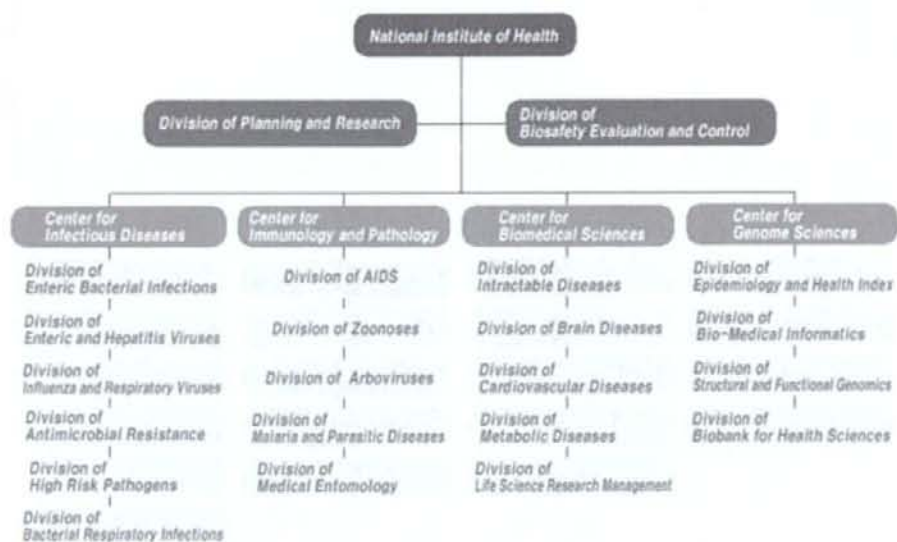 National Institute of Health
Division of Planning and Research
Division of
Biosafety Evaluation and Control
Center for
Infectious Diseases
Division of
Enteric Bacterial Infections
Division of
Enteric and Hepatitis Viruses
Division of
Influenza and Respiratory Viruses
Division of
Antimicrobial Resistance
Division of
High Risk Pathogens
Division of
Bacterial Respiratory Infections
Center for
Immunology and Pathology
Division of AIDS
Division of Zoonoses
Division of Arboviruses
Division of
Malaria and Parasitic Diseases
Division of
Medical Entomology
Center for
Biomedical Sciences
Division of
Intractable Diseases
Division of Brain Diseases
Division of
Cardiovascular Diseases
Division of
Metabolic Diseases
Division of
Life Science Research Management
Center for
Genome Sciences
Division of
Epidemiology and Health Index
Division of
Bio-Medical Informatics
Division of
Structural and Functional Genomics
Division of
Biobank for Health Sciences